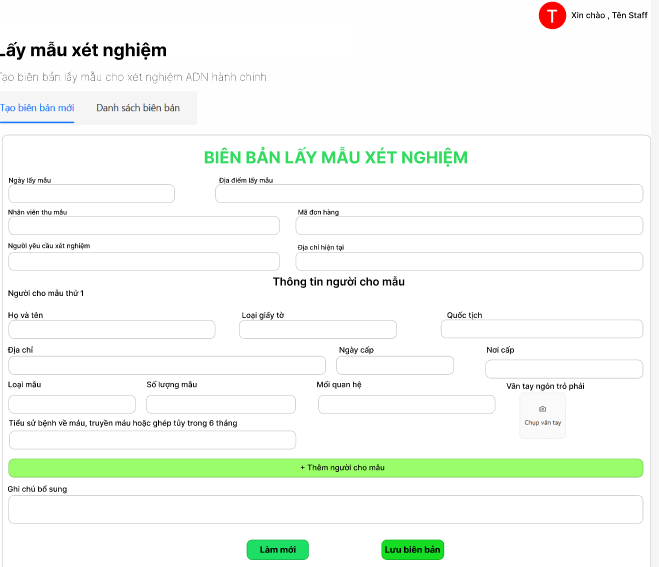 T Xin chào , Tên Staff
Lấy mẫu xét nghiệm
Tạo biên bản lấy mẫu cho xét nghiệm ADN hành chính
Tạo biên bản mới Danh sách biên bản
BIÊN BẢN LẤY MẪU XÉT NGHIỆM
Ngày lấy mẫu Địa điểm lấy mẫu
Nhân viên thu mẫu Mã đơn hàng
Người yêu cầu xét nghiệm Địa chỉ hiện tại
Thông tin người cho mẫu
Người cho mẫu thứ 1
Họ và tên Loại giấy tờ Quốc tịch
Địa chỉ Ngày cấp Nơi cấp
Loại mẫu Số lượng mẫu Mối quan hệ Vân tay ngón trỏ phải
Chụp vân tay
Tiểu sử bệnh về máu, truyền máu hoặc ghép tủy trong 6 tháng
+ Thêm người cho mẫu
Ghi chú bổ sung
Làm mới Lưu biên bản